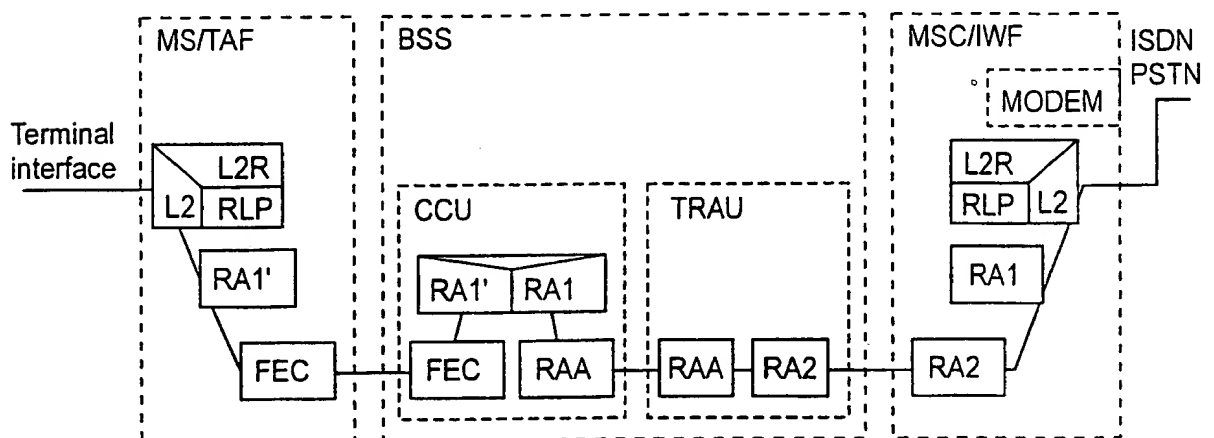 MS/TAF
BSS
MSC/IWF
ISDN
PSTN
MODEM
Terminal
interface
L2R
L2 RLP
L2R
RLP L2
CCU
TRAU
RA1'
RA1' RA1
RA1
FEC
FEC
RAA
RAA
RA2
RA2